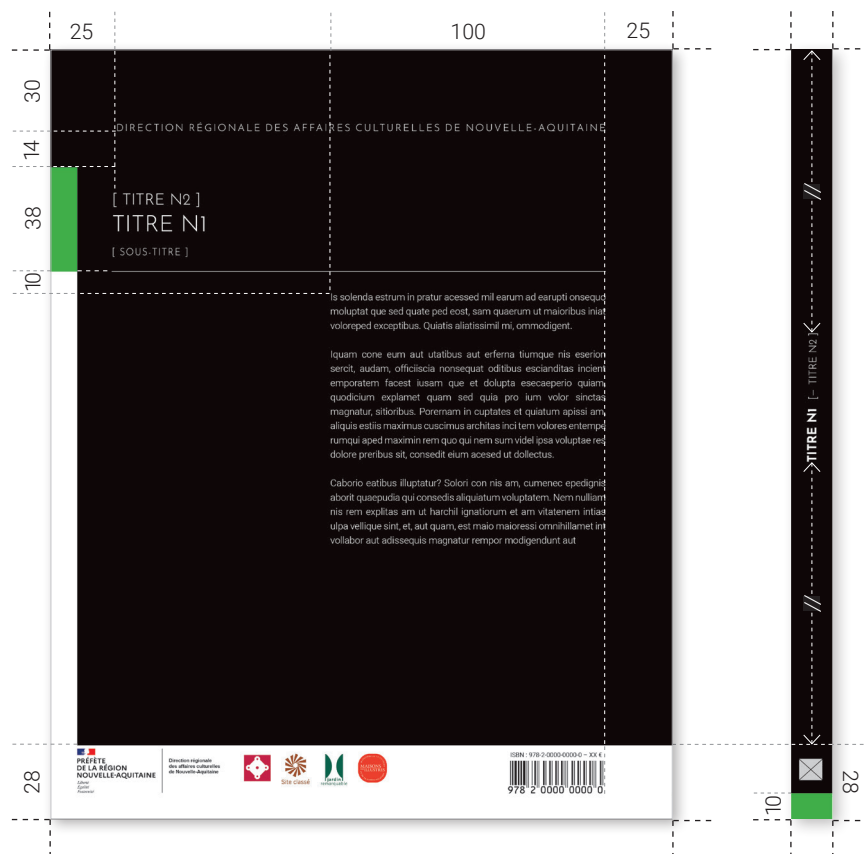 25
100
25
30
DIRECTION RÉGIONALE DES AFFAIRES CULTURELLES DE NOUVELLE-AQUITAINE
14
38
[ TITRE N2 ]
TITRE N1
[ SOUS-TITRE ]
10
Is solenda estrum in pratur acessed mil earum ad earupti onsequo
moluptat que sed quate ped eost, sam quaerum ut maioribus iniat
voloreped exceptibus. Quiatis aliatissimil mi, ommodigent.
Iquam cone eum aut utatibus aut erferna tiumque nis eserion
sercit, audam, officiiscia nonsequat oditibus escianditas incient
emporatem facest iusam que et dolupta esecaeperio quiam,
quodicium explamet quam sed quia pro ium volor sinctas
magnatur, sitioribus. Porernam in cuptates et quiatum apissi am,
aliquis estiis maximus cuscimus architas inci tem volores entempe
rumqui aped maximin rem quo qui nem sum videl ipsa voluptae res
dolore preribus sit, consedit eium acesed ut dollectus.
Caborio eatibus illuptatur? Solori con nis am, cumenec epedignis
aborit quaepudia qui consedis aliquiatum voluptatem. Nem nulliam
nis rem explitas am ut harchil ignatiorum et am vitatenem intias
ulpa vellique sint, et, aut quam, est maio maioressi omnihillamet int
vollabor aut adissequis magnatur rempor modigendunt aut
28
PRÉFÈTE
DE LA RÉGION
NOUVELLE-AQUITAINE
Liberté
Égalité
Fraternité
Direction régionale
des affaires culturelles
de Nouvelle-Aquitaine
Site classé
jardin
remarquable
MAISONS
ISBN : 978-2-0000-0000-0 – XX €
978 2 0000 0000 0
TITRE N1 [– TITRE N2 ]
28
10